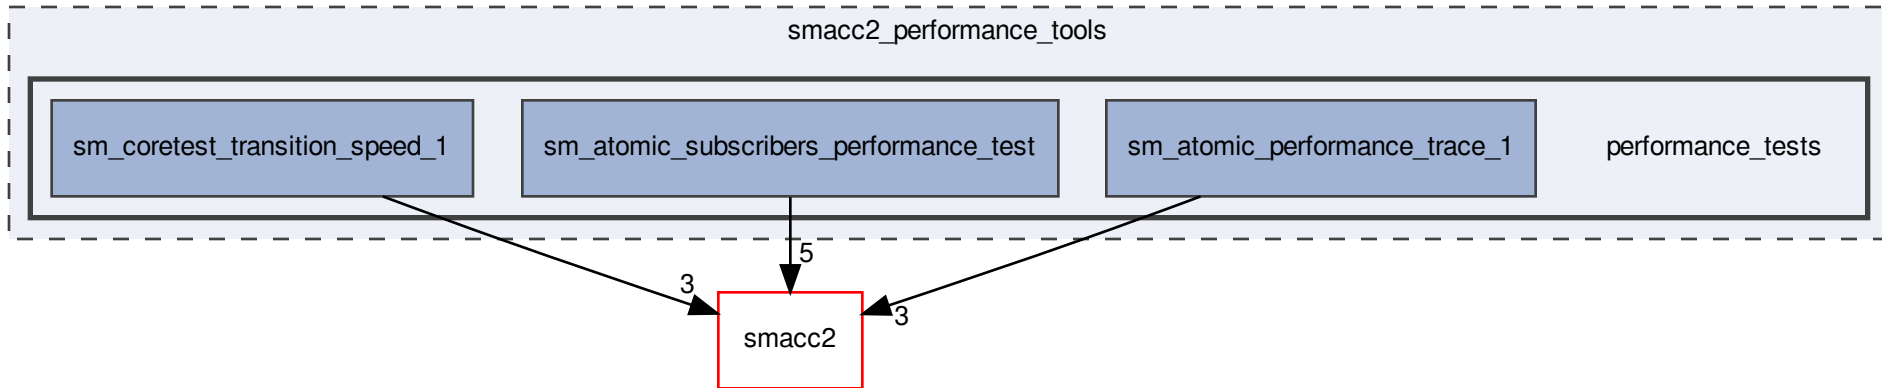 smacc2_performance_tools
sm_coretest_transition_speed_1
sm_atomic_subscribers_performance_test
sm_atomic_performance_trace_1
performance_tests
5
3
3
smacc2